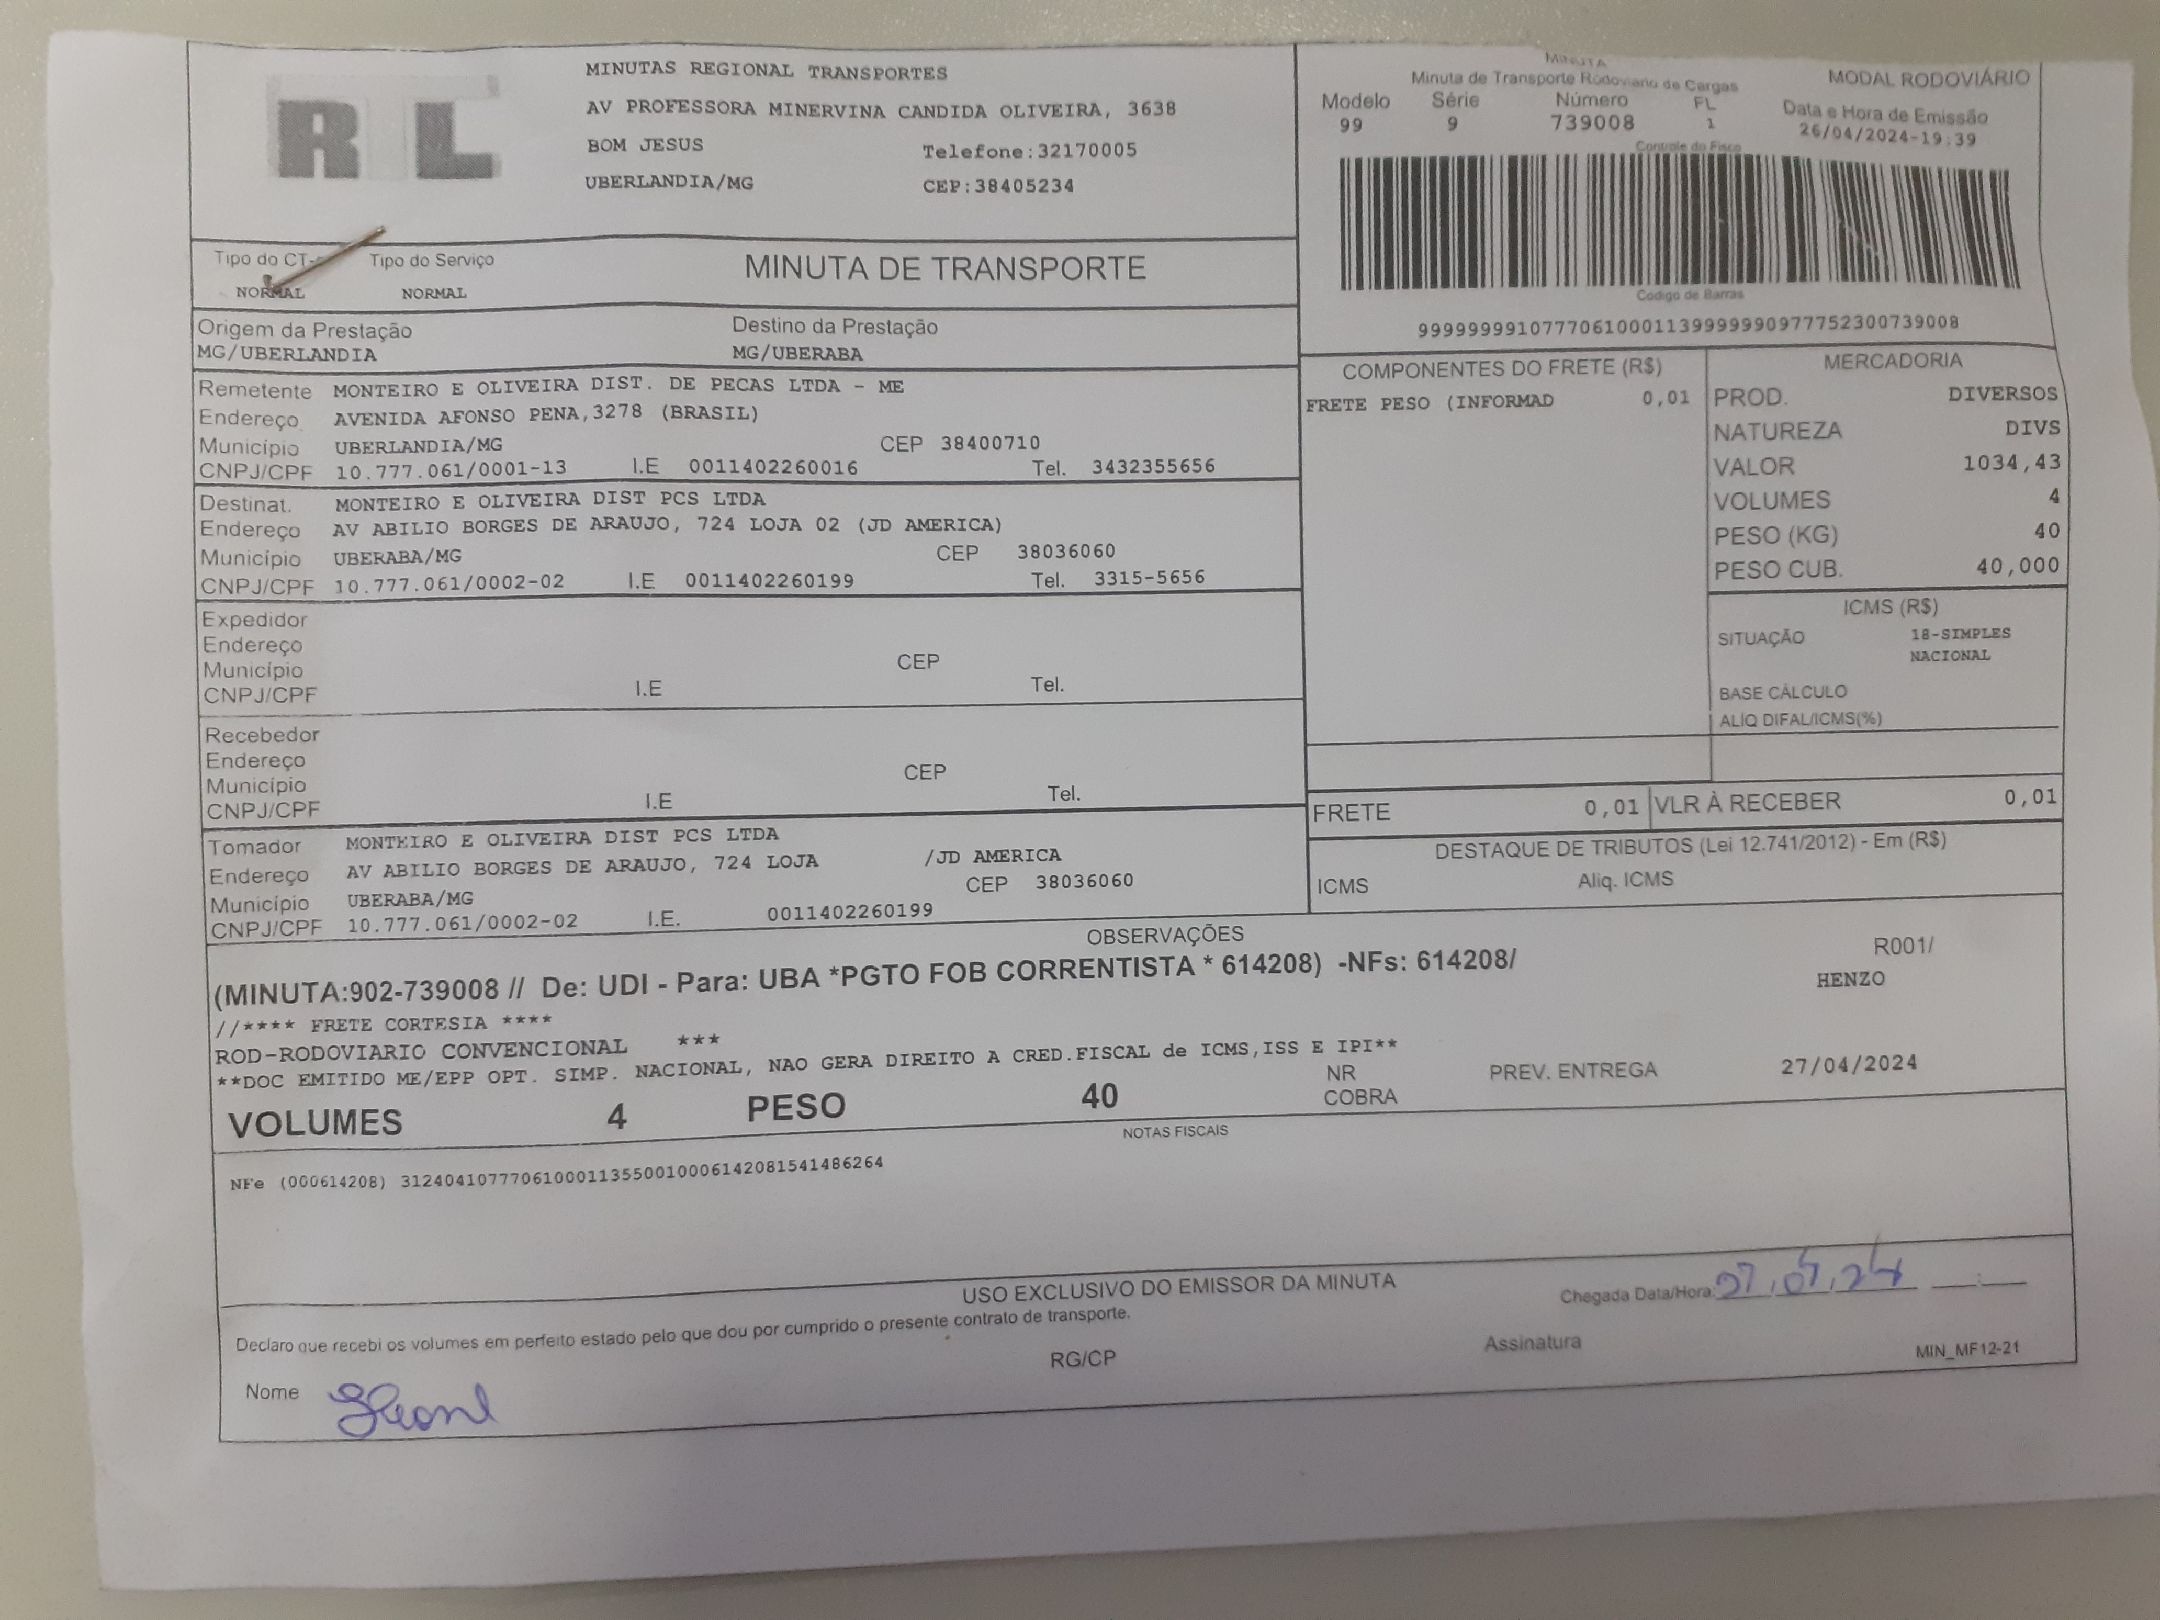 RTL
MINUTAS REGIONAL TRANSPORTES
AV PROFESSORA MINERVINA CANDIDA OLIVEIRA, 3638
BOM JESUS Telefone:32170005
UBERLANDIA/MG CEP:38405234
MINUTA
Minuta de Transporte Rodoviario de Cargas MODAL RODOVIÁRIO
Modelo Série Número FL Data e Hora de Emissão
99 9 739008 1 26/04/2024-19:39
Controle do Fisco
Codigo de Barras
Tipo do CT- Tipo do Serviço MINUTA DE TRANSPORTE
NORMAL NORMAL
Origem da Prestação Destino da Prestação
MG/UBERLANDIA MG/UBERABA
Remetente MONTEIRO E OLIVEIRA DIST. DE PECAS LTDA - ME
Endereço AVENIDA AFONSO PENA,3278 (BRASIL)
Município UBERLANDIA/MG CEP 38400710
CNPJ/CPF 10.777.061/0001-13 I.E 0011402260016 Tel. 3432355656
Destinat. MONTEIRO E OLIVEIRA DIST PCS LTDA
Endereço AV ABILIO BORGES DE ARAUJO, 724 LOJA 02 (JD AMERICA)
Município UBERABA/MG CEP 38036060
CNPJ/CPF 10.777.061/0002-02 I.E 0011402260199 Tel. 3315-5656
Expedidor
Endereço
Município CEP
CNPJ/CPF I.E Tel.
Recebedor
Endereço
Município CEP
CNPJ/CPF I.E Tel.
Tomador MONTEIRO E OLIVEIRA DIST PCS LTDA
Endereço AV ABILIO BORGES DE ARAUJO, 724 LOJA /JD AMERICA
Município UBERABA/MG CEP 38036060
CNPJ/CPF 10.777.061/0002-02 I.E. 0011402260199
COMPONENTES DO FRETE (R$)
FRETE PESO (INFORMAD 0,01
MERCADORIA
PROD. DIVERSOS
NATUREZA DIVS
VALOR 1034,43
VOLUMES 4
PESO (KG) 40
PESO CUB. 40,000
ICMS (R$)
SITUAÇÃO 18-SIMPLES
NACIONAL
BASE CÁLCULO
ALIQ DIFAL/ICMS(%)
FRETE 0,01 VLR À RECEBER 0,01
DESTAQUE DE TRIBUTOS (Lei 12.741/2012) - Em (R$)
ICMS Aliq. ICMS
OBSERVAÇÕES
(MINUTA:902-739008 // De: UDI - Para: UBA *PGTO FOB CORRENTISTA * 614208) -NFs: 614208/ R001/
HENZO
//**** FRETE CORTESIA ****
ROD-RODOVIARIO CONVENCIONAL ***
**DOC EMITIDO ME/EPP OPT. SIMP. NACIONAL, NAO GERA DIREITO A CRED.FISCAL de ICMS,ISS E IPI**
VOLUMES 4 PESO 40 NR COBRA PREV. ENTREGA 27/04/2024
NOTAS FISCAIS
NFe (000614208) 31240410777061000113550010006142081541486264
USO EXCLUSIVO DO EMISSOR DA MINUTA
Declaro que recebi os volumes em perfeito estado pelo que dou por cumprido o presente contrato de transporte.
Chegada Data/Hora:
RG/CP Assinatura MIN_MF12-21
Nome